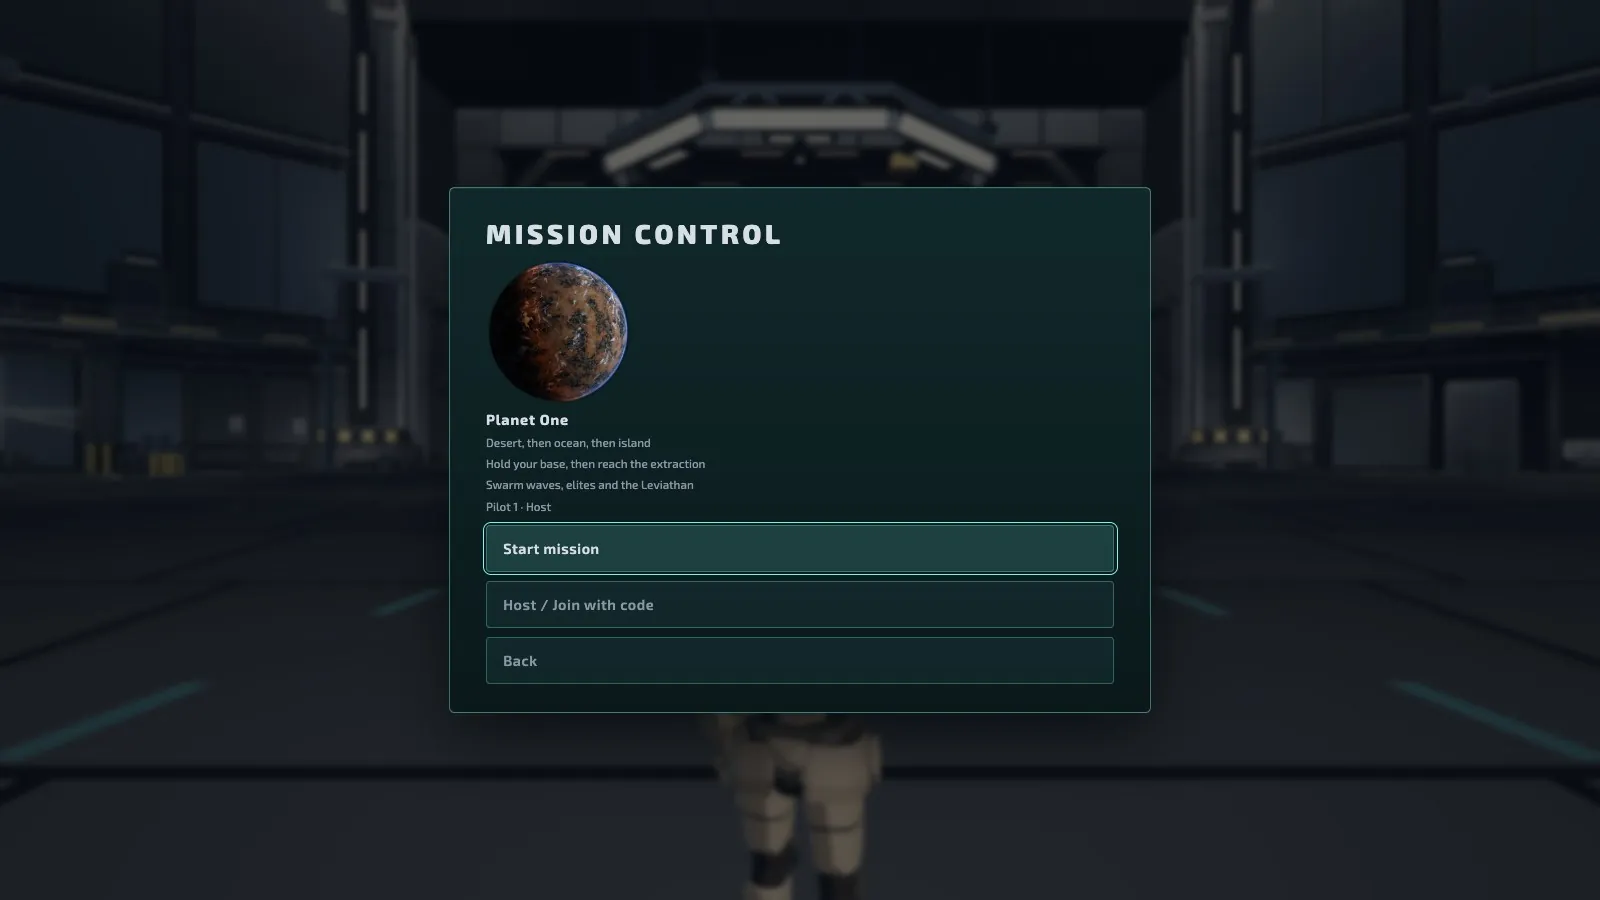 MISSION CONTROL
Planet One
Desert, then ocean, then island
Hold your base, then reach the extraction
Swarm waves, elites and the Leviathan
Pilot 1 · Host
Start mission
Host / Join with code
Back